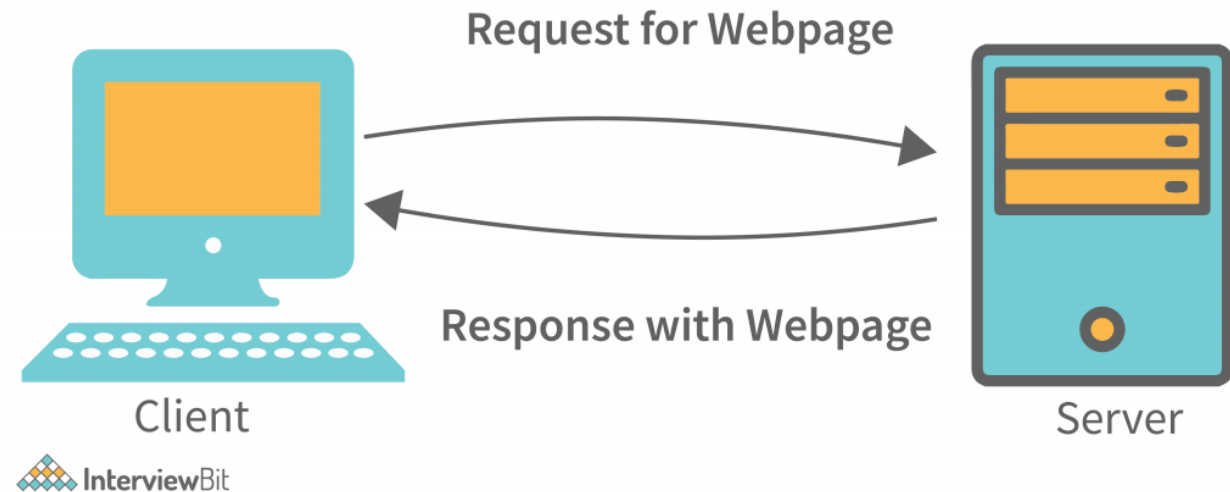 Request for Webpage
Response with Webpage
Client
Server
InterviewBit